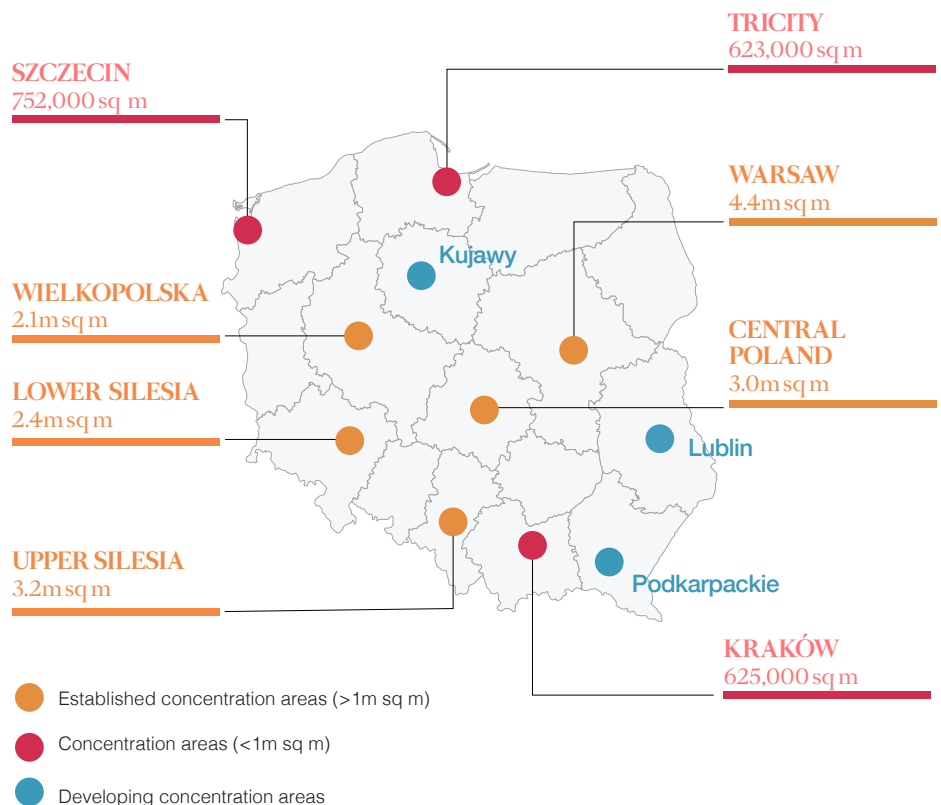 TRICITY
623,000 sq m
SZCZECIN
752,000 sq m
WARSAW
4.4m sq m
Kujawy
WIELKOPOLSKA
2.1m sq m
CENTRAL
POLAND
3.0m sq m
LOWER SILESIA
2.4m sq m
Lublin
UPPER SILESIA
3.2m sq m
Podkarpackie
KRAKÓW
625,000 sq m
Established concentration areas (>1m sq m)
Concentration areas (<1m sq m)
Developing concentration areas